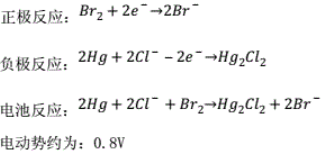 正极反应：Br₂ + 2e⁻→2Br⁻
负极反应：2Hg + 2Cl⁻ − 2e⁻→Hg₂Cl₂
电池反应：2Hg + 2Cl⁻ + Br₂→Hg₂Cl₂ + 2Br⁻
电动势约为：0.8V